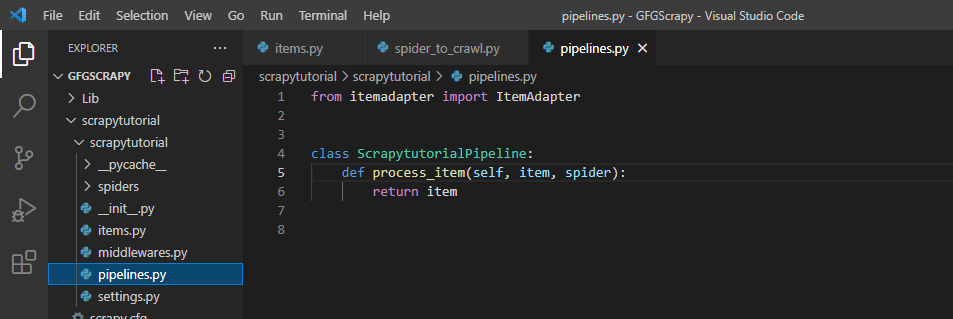 File Edit Selection View Go Run Terminal Help pipelines.py - GFGScrapy - Visual Studio Code
EXPLORER ...
GFGSCRAPY
Lib
scrapytutorial
scrapytutorial
__pycache__
spiders
__init__.py
items.py
middlewares.py
pipelines.py
settings.py
scrapy.cfg
items.py spider_to_crawl.py pipelines.py
scrapytutorial > scrapytutorial > pipelines.py
1 from itemadapter import ItemAdapter
2
3
4 class ScrapytutorialPipeline:
5 def process_item(self, item, spider):
6 return item
7
8